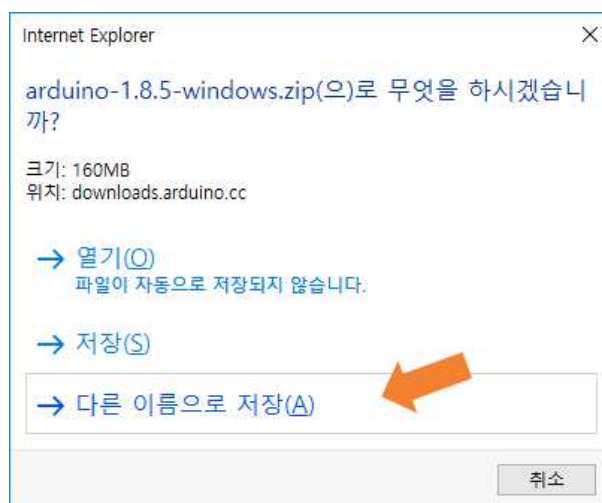 Internet Explorer
arduino-1.8.5-windows.zip(으)로 무엇을 하시겠습니
까?
크기: 160MB
위치: downloads.arduino.cc
→ 열기(O)
파일이 자동으로 저장되지 않습니다.
→ 저장(S)
→ 다른 이름으로 저장(A)
취소